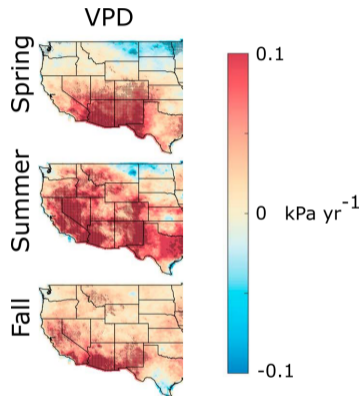 VPD
Spring
Summer
Fall
0.1
0 kPa yr⁻¹
-0.1